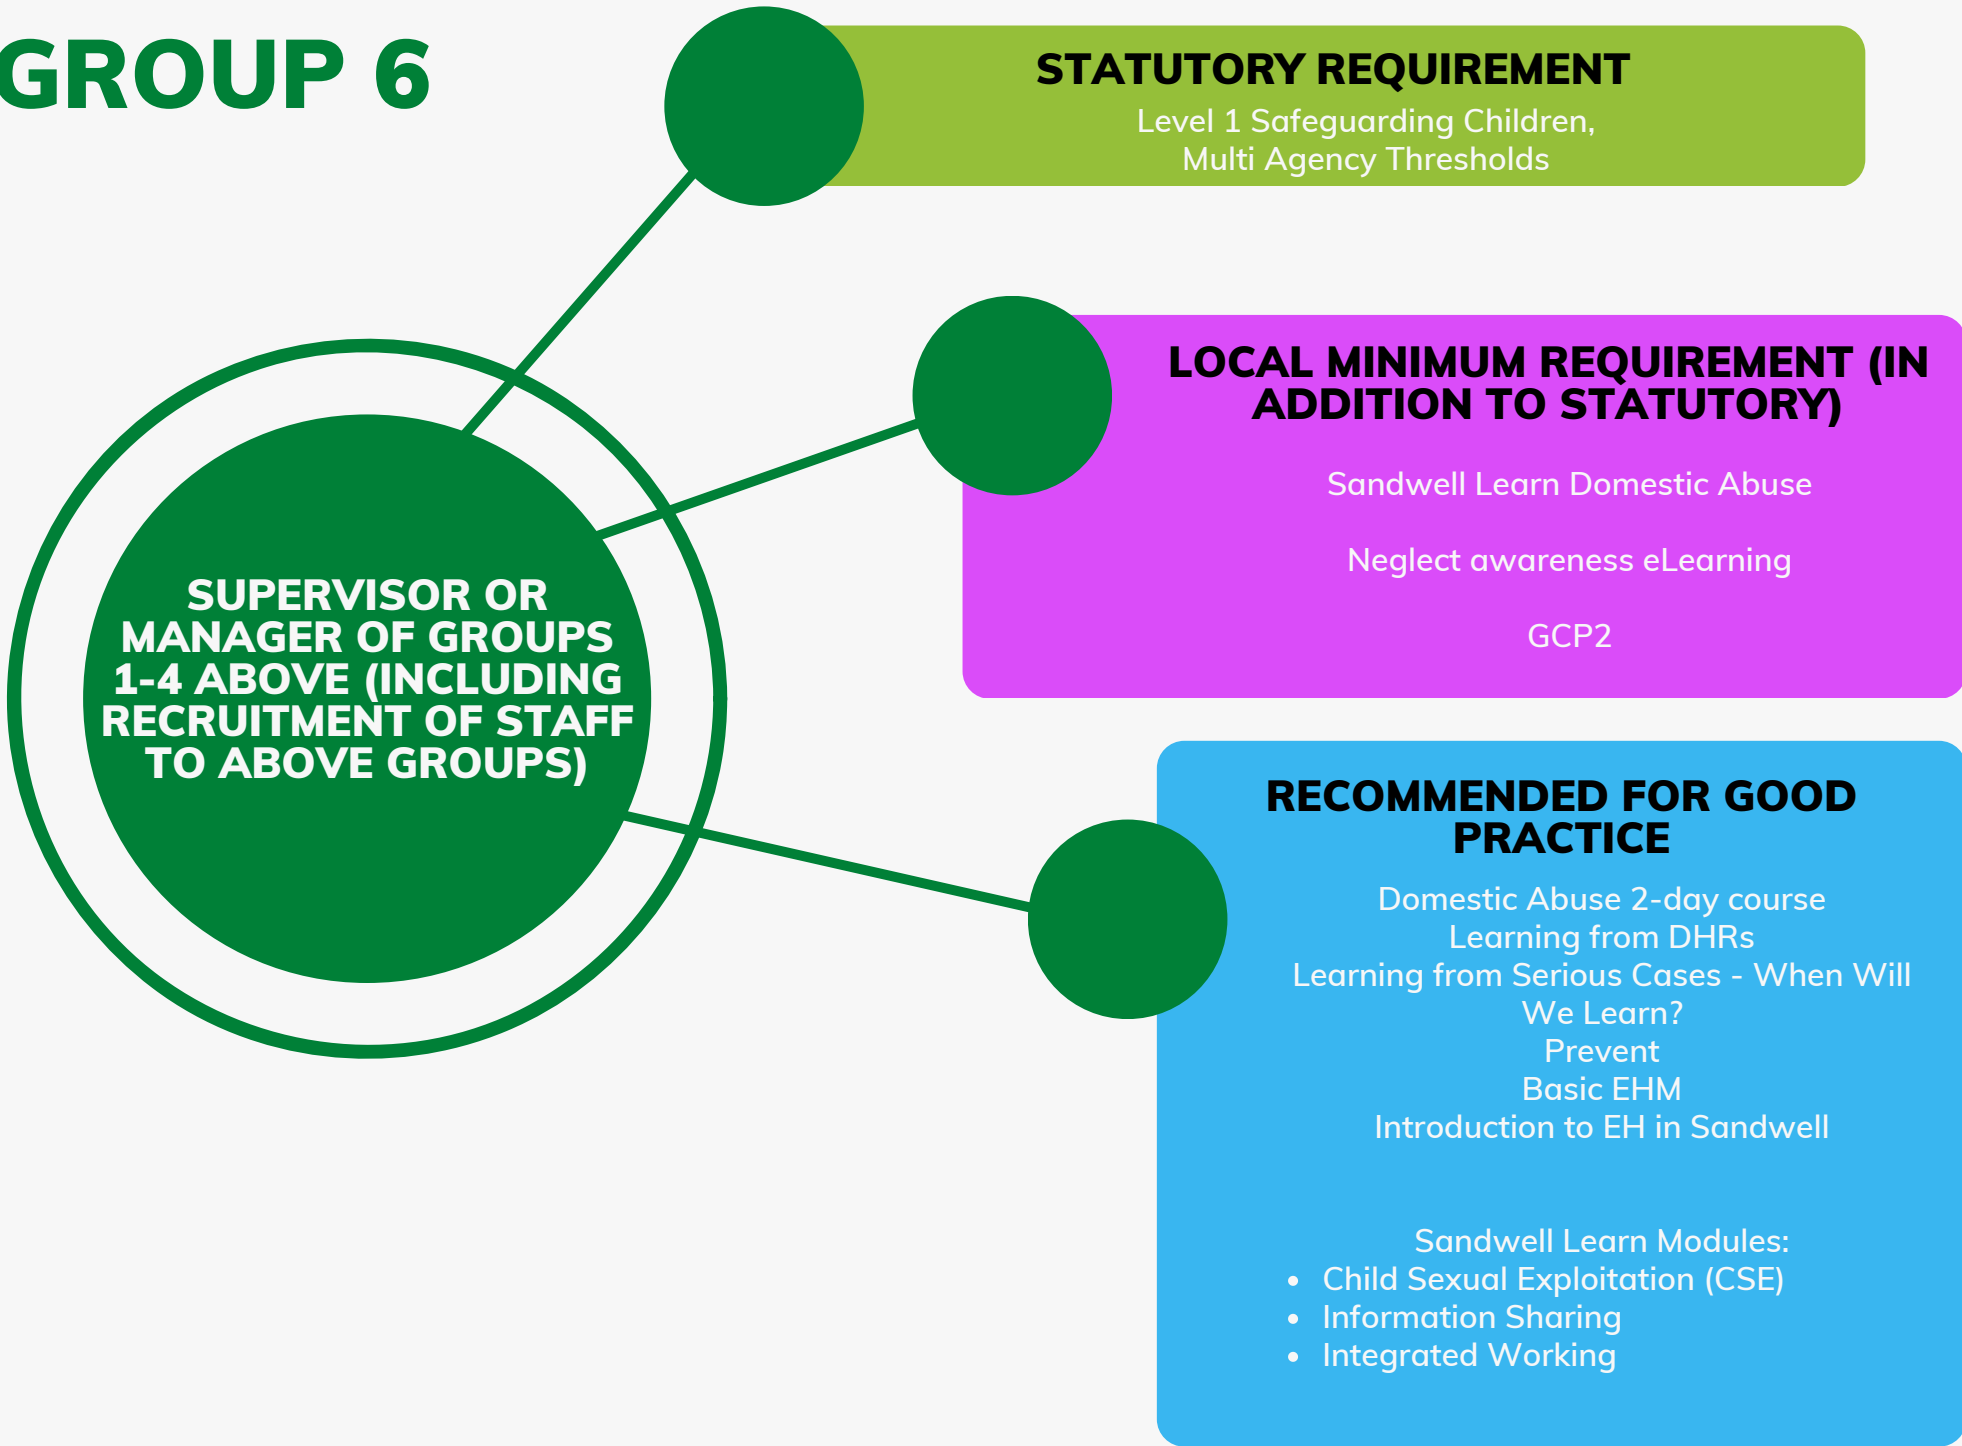 GROUP 6
STATUTORY REQUIREMENT
Level 1 Safeguarding Children,
Multi Agency Thresholds
LOCAL MINIMUM REQUIREMENT (IN
ADDITION TO STATUTORY)
Sandwell Learn Domestic Abuse
Neglect awareness eLearning
GCP2
SUPERVISOR OR
MANAGER OF GROUPS
1-4 ABOVE (INCLUDING
RECRUITMENT OF STAFF
TO ABOVE GROUPS)
RECOMMENDED FOR GOOD
PRACTICE
Domestic Abuse 2-day course
Learning from DHRs
Learning from Serious Cases - When Will
We Learn?
Prevent
Basic EHM
Introduction to EH in Sandwell
Sandwell Learn Modules:
• Child Sexual Exploitation (CSE)
• Information Sharing
• Integrated Working